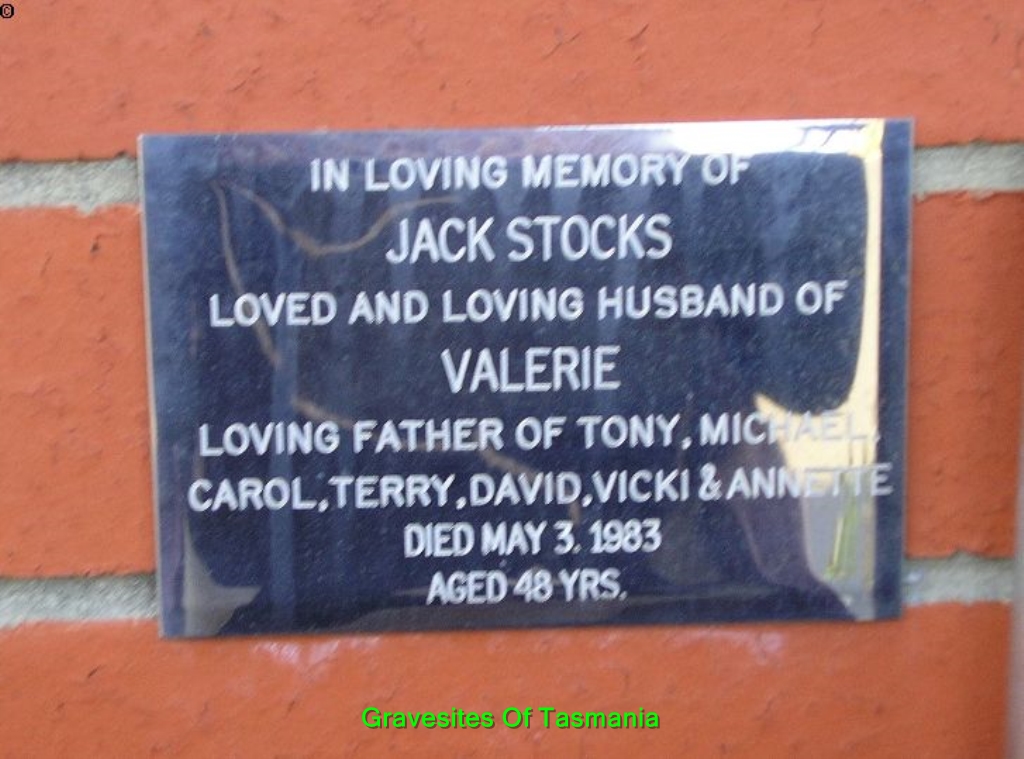 ©
IN LOVING MEMORY OF
JACK STOCKS
LOVED AND LOVING HUSBAND OF
VALERIE
LOVING FATHER OF TONY, MICHAEL,
CAROL, TERRY, DAVID, VICKI & ANNETTE
DIED MAY 3. 1983
AGED 48 YRS.
Gravesites Of Tasmania